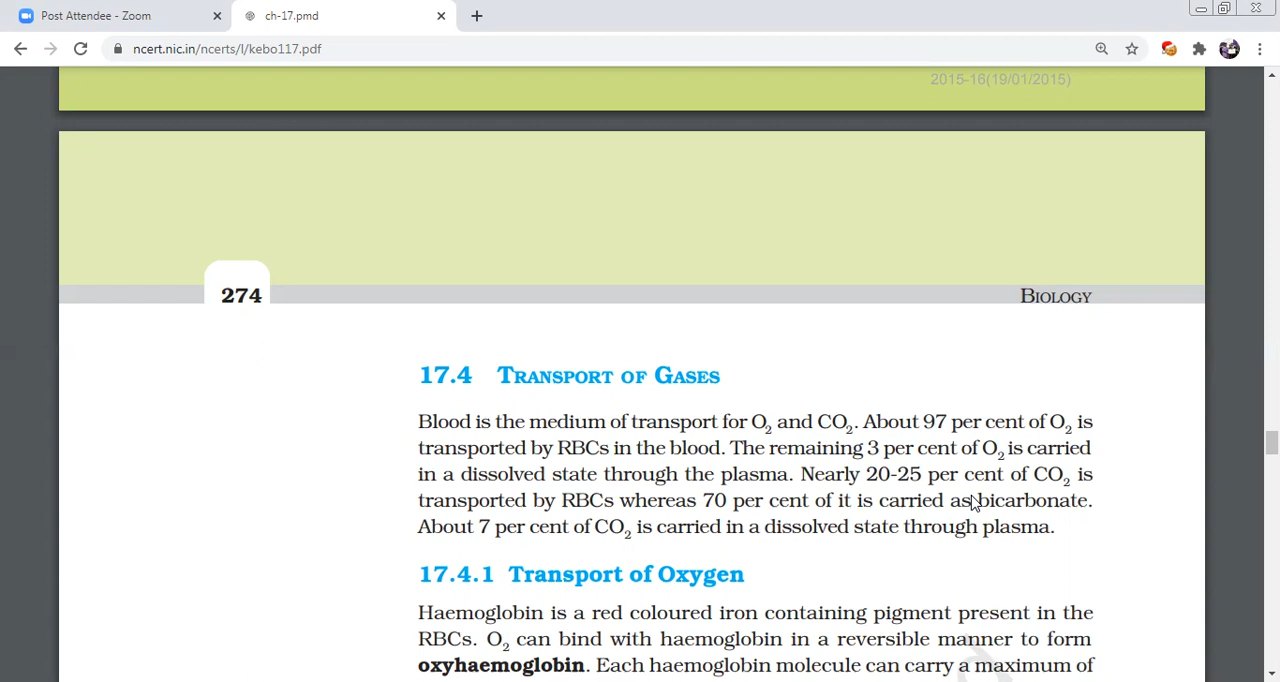 Post Attendee - Zoom
ch-17.pmd
ncert.nic.in/ncerts/l/kebo117.pdf
2015-16(19/01/2015)
274
BIOLOGY
17.4 TRANSPORT OF GASES
Blood is the medium of transport for O2 and CO2. About 97 per cent of O2 is
transported by RBCs in the blood. The remaining 3 per cent of O2 is carried
in a dissolved state through the plasma. Nearly 20-25 per cent of CO2 is
transported by RBCs whereas 70 per cent of it is carried as bicarbonate.
About 7 per cent of CO2 is carried in a dissolved state through plasma.
17.4.1 Transport of Oxygen
Haemoglobin is a red coloured iron containing pigment present in the
RBCs. O2 can bind with haemoglobin in a reversible manner to form
oxyhaemoglobin. Each haemoglobin molecule can carry a maximum of